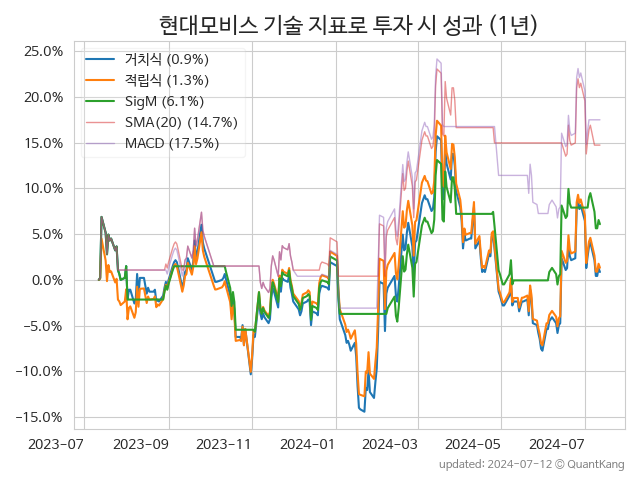 현대모비스 기술 지표로 투자 시 성과 (1년)
25.0%
20.0%
15.0%
10.0%
5.0%
0.0%
−5.0%
−10.0%
−15.0%
거치식 (0.9%)
적립식 (1.3%)
SigM (6.1%)
SMA(20) (14.7%)
MACD (17.5%)
2023-07 2023-09 2023-11 2024-01 2024-03 2024-05 2024-07
updated: 2024-07-12 © QuantKang